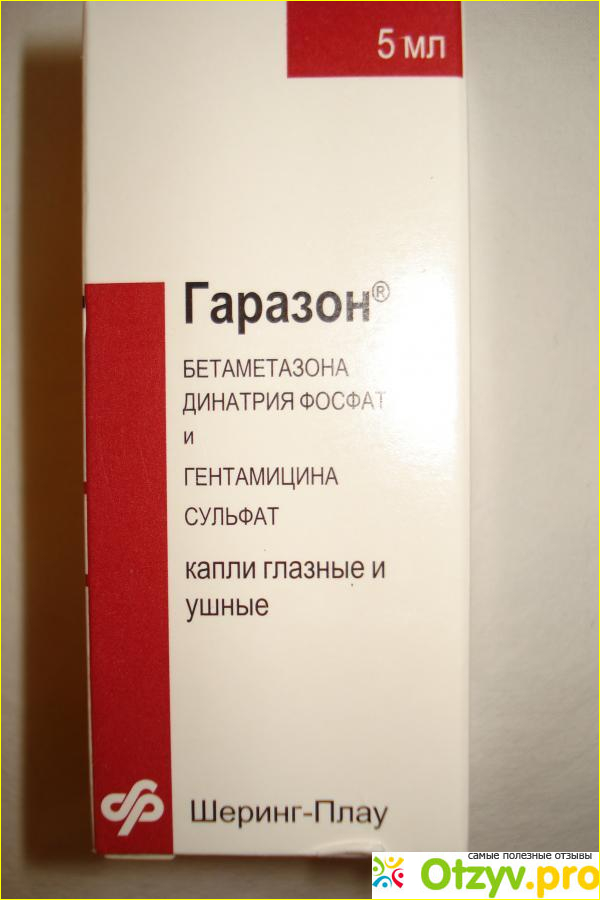 5 мл
Гаразон®
БЕТАМЕТАЗОНА
ДИНАТРИЯ ФОСФАТ
и
ГЕНТАМИЦИНА
СУЛЬФАТ
капли глазные и
ушные
Шеринг-Плау
самые полезные отзывы
Otzyv.pro